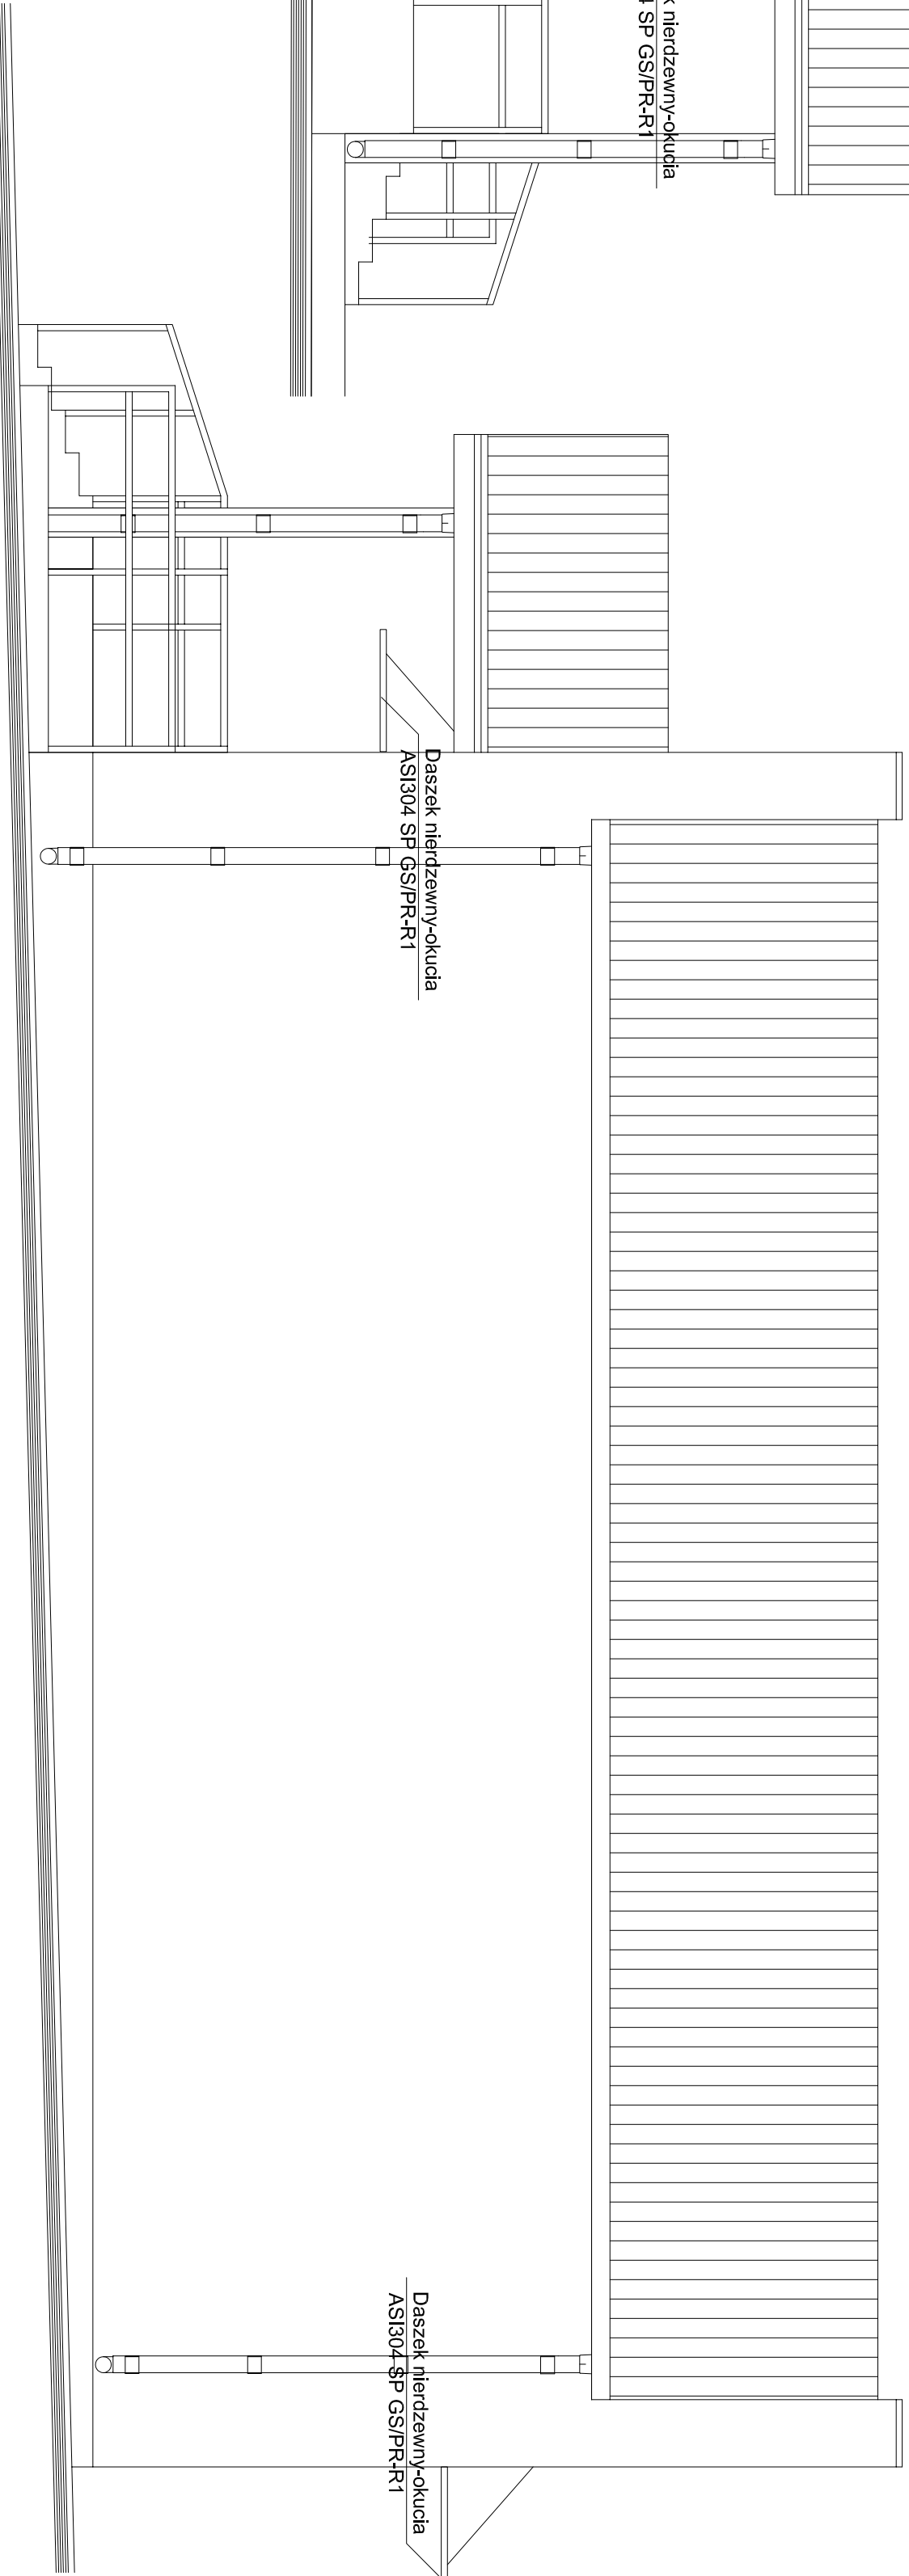 k nierdzewny-okucia
4 SP GS/PR-R1
Daszek nierdzewny-okucia
ASI304 SP GS/PR-R1
Daszek nierdzewny-okucia
ASI304 SP GS/PR-R1